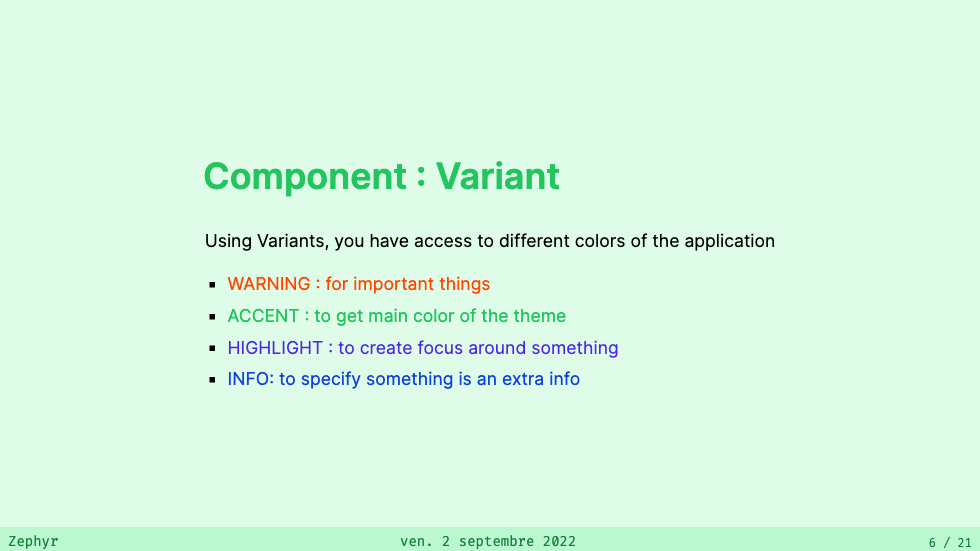 Component : Variant
Using Variants, you have access to different colors of the application
WARNING : for important things
ACCENT : to get main color of the theme
HIGHLIGHT : to create focus around something
INFO: to specify something is an extra info
Zephyr
ven. 2 septembre 2022
6 / 21